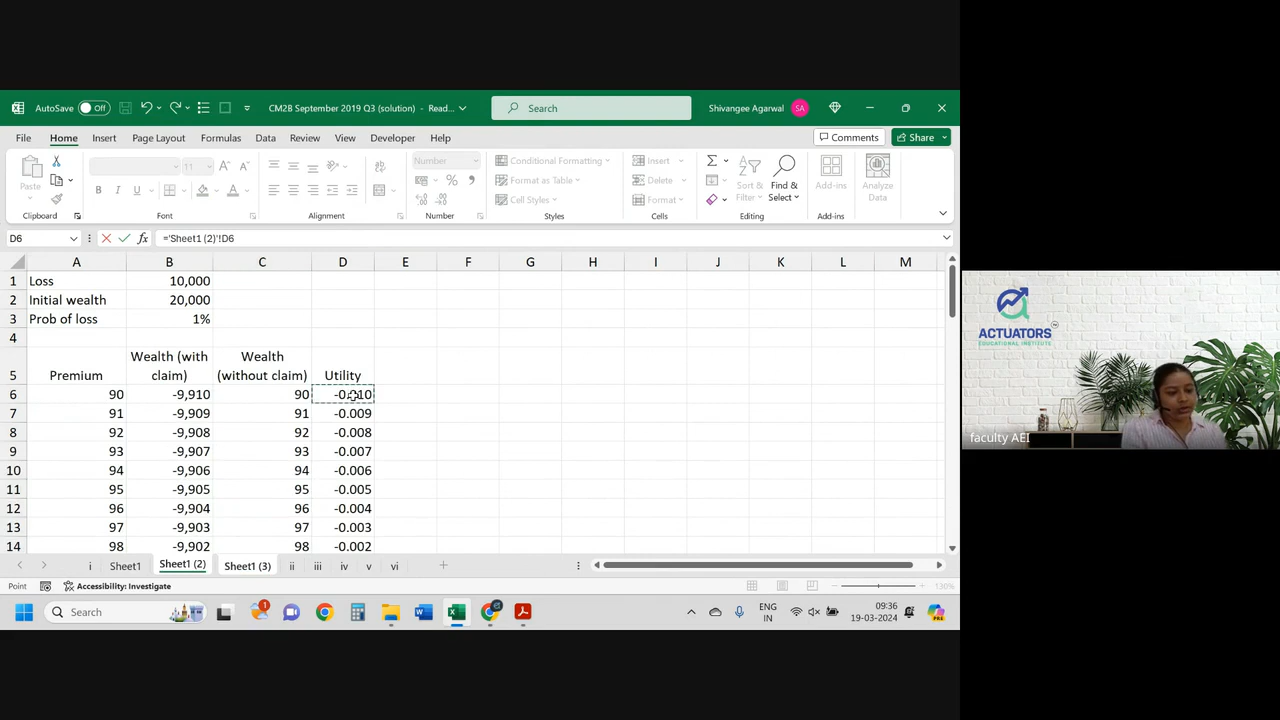 AutoSave Off CM2B September 2019 Q3 (solution) - Read... Search Shivangee Agarwal SA
File Home Insert Page Layout Formulas Data Review View Developer Help Comments Share
Paste 11 Number Conditional Formatting Format as Table Cell Styles Insert Delete Format Sort & Filter Find & Select Add-ins Analyze Data
Clipboard Font Alignment Number Styles Cells Editing Add-ins
D6 fx ='Sheet1 (2)'!D6
A B C D E F G H I J K L M
1 Loss 10,000
2 Initial wealth 20,000
3 Prob of loss 1%
4
5 Premium Wealth (with claim) Wealth (without claim) Utility
6 90 -9,910 90
7 91 -9,909 91 -0.009
8 92 -9,908 92 -0.008
9 93 -9,907 93 -0.007
10 94 -9,906 94 -0.006
11 95 -9,905 95 -0.005
12 96 -9,904 96 -0.004
13 97 -9,903 97 -0.003
14 98 -9,902 98 -0.002
i Sheet1 Sheet1 (2) Sheet1 (3) ii iii iv v vi
Point Accessibility: Investigate 130%
Search 1 ENG IN 09:36 19-03-2024
ACTUATORS
EDUCATIONAL INSTITUTE
faculty AEI